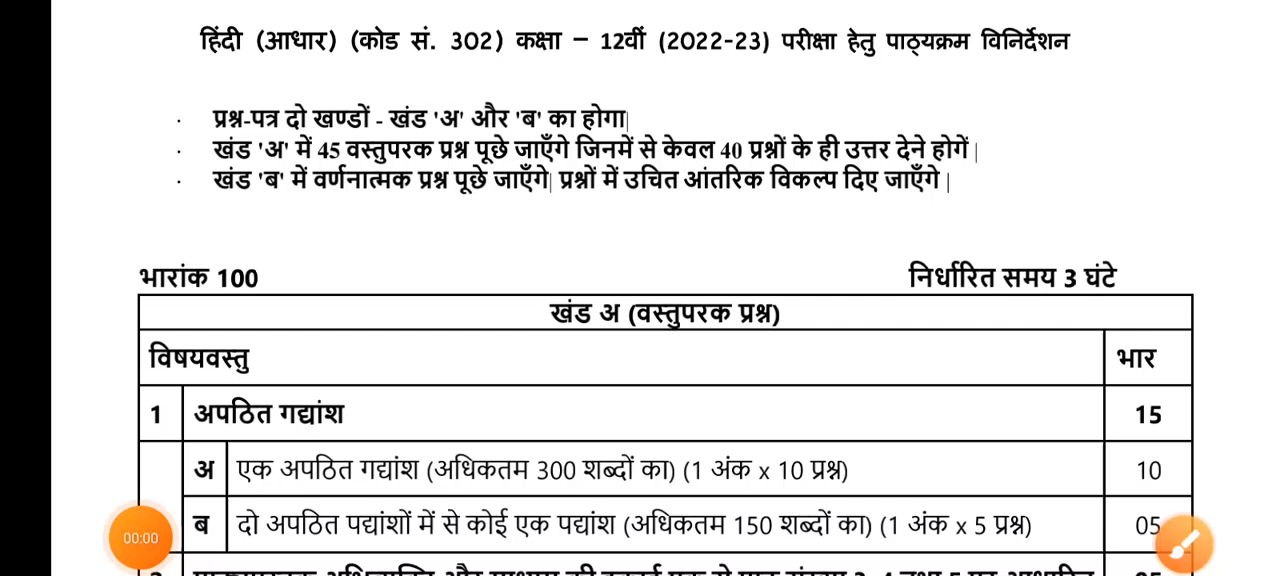 हिंदी (आधार) (कोड सं. 302) कक्षा – 12वीं (2022-23) परीक्षा हेतु पाठ्यक्रम विनिर्देशन
· प्रश्न-पत्र दो खण्डों - खंड 'अ' और 'ब' का होगा|
· खंड 'अ' में 45 वस्तुपरक प्रश्न पूछे जाएँगे जिनमें से केवल 40 प्रश्नों के ही उत्तर देने होगें |
· खंड 'ब' में वर्णनात्मक प्रश्न पूछे जाएँगे| प्रश्नों में उचित आंतरिक विकल्प दिए जाएँगे |
भारांक 100 निर्धारित समय 3 घंटे
खंड अ (वस्तुपरक प्रश्न)
विषयवस्तु भार
1 अपठित गद्यांश 15
अ एक अपठित गद्यांश (अधिकतम 300 शब्दों का) (1 अंक x 10 प्रश्न) 10
ब दो अपठित पद्यांशों में से कोई एक पद्यांश (अधिकतम 150 शब्दों का) (1 अंक x 5 प्रश्न) 05
00:00